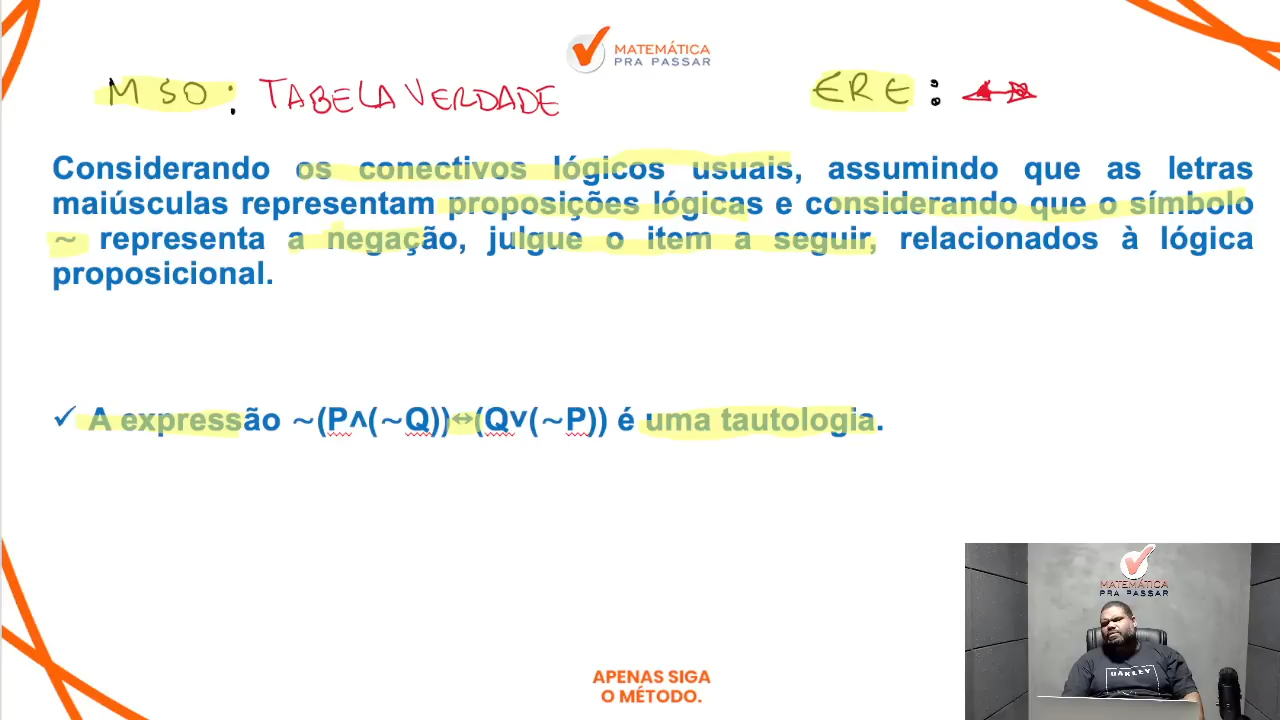 MATEMÁTICA
PRA PASSAR
MSO: TABELA VERDADE
ERE: ↔
Considerando os conectivos lógicos usuais, assumindo que as letras
maiúsculas representam proposições lógicas e considerando que o símbolo
~ representa a negação, julgue o item a seguir, relacionados à lógica
proposicional.
✓ A expressão ~(P∧(~Q))↔(Q∨(~P)) é uma tautologia.
MATEMÁTICA
PRA PASSAR
OAKLEY
APENAS SIGA
O MÉTODO.